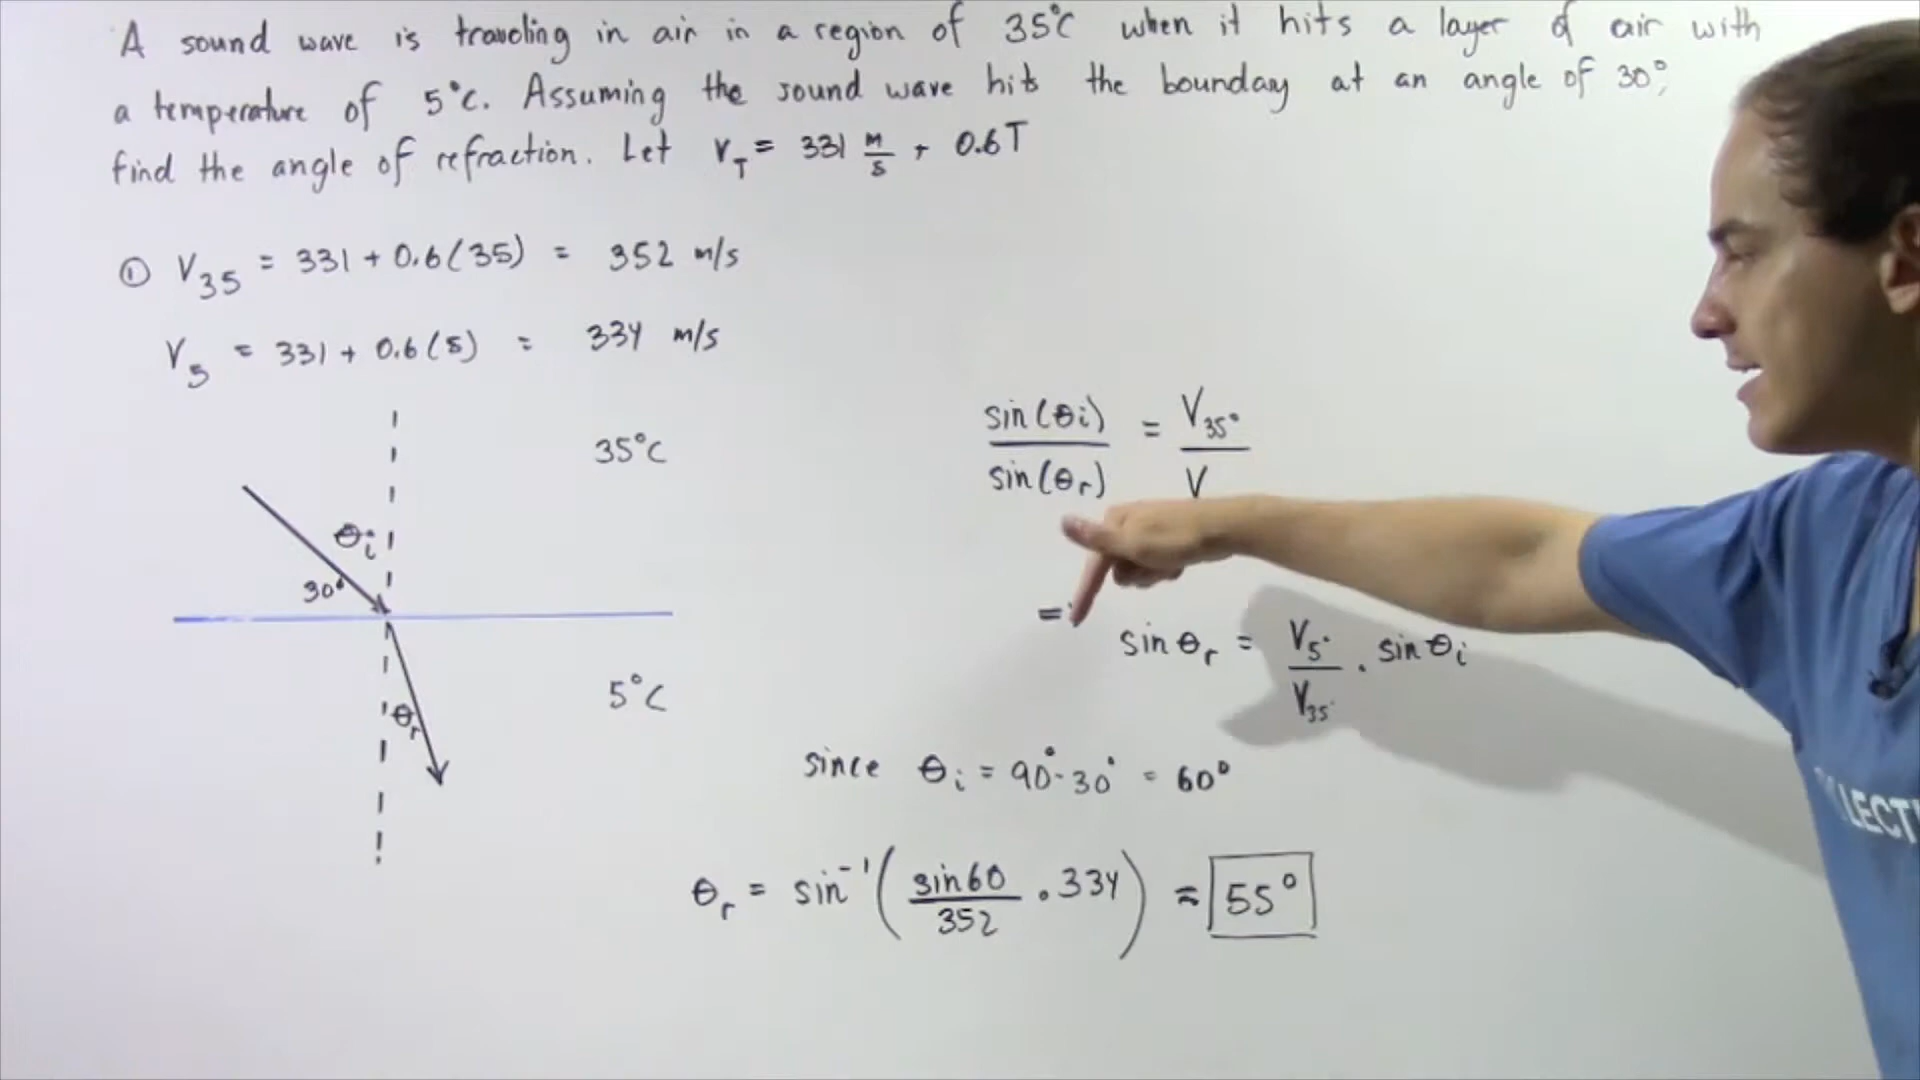 A sound wave is traveling in air in a region of 35°C when it hits a layer of air with
a temperature of 5°C. Assuming the sound wave hits the boundary at an angle of 30°,
find the angle of refraction. Let V_T = 331 m/s + 0.6T
① V_35 = 331 + 0.6(35) = 352 m/s
V_5 = 331 + 0.6(5) = 334 m/s
35°C
θi
30°
5°C
θr
sin(θi)/sin(θr) = V_35°/V
=> sinθr = V_5°/V_35° · sinθi
since θi = 90° - 30° = 60°
θr = sin⁻¹(sin60/352 · 334) ≈ 55°
LECTI